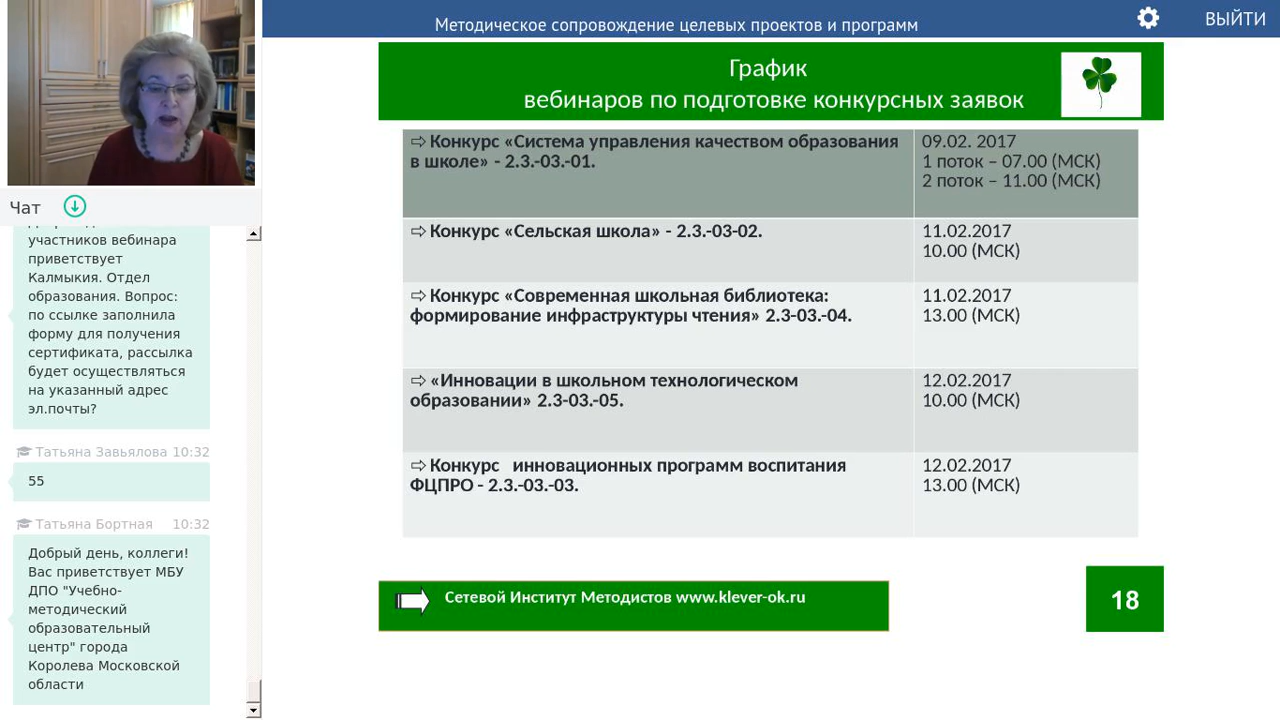 Методическое сопровождение целевых проектов и программ
ВЫЙТИ
Чат
участников вебинара
приветствует
Калмыкия. Отдел
образования. Вопрос:
по ссылке заполнила
форму для получения
сертификата, рассылка
будет осуществляться
на указанный адрес
эл.почты?
Татьяна Завьялова 10:32
55
Татьяна Бортная 10:32
Добрый день, коллеги!
Вас приветствует МБУ
ДПО "Учебно-
методический
образовательный
центр" города
Королева Московской
области
График
вебинаров по подготовке конкурсных заявок
⇨ Конкурс «Система управления качеством образования
в школе» - 2.3.-03.-01.
09.02. 2017
1 поток – 07.00 (МСК)
2 поток – 11.00 (МСК)
⇨ Конкурс «Сельская школа» - 2.3.-03-02.
11.02.2017
10.00 (МСК)
⇨ Конкурс «Современная школьная библиотека:
формирование инфраструктуры чтения» 2.3-03.-04.
11.02.2017
13.00 (МСК)
⇨ «Инновации в школьном технологическом
образовании» 2.3-03.-05.
12.02.2017
10.00 (МСК)
⇨ Конкурс инновационных программ воспитания
ФЦПРО - 2.3.-03.-03.
12.02.2017
13.00 (МСК)
Сетевой Институт Методистов www.klever-ok.ru
18